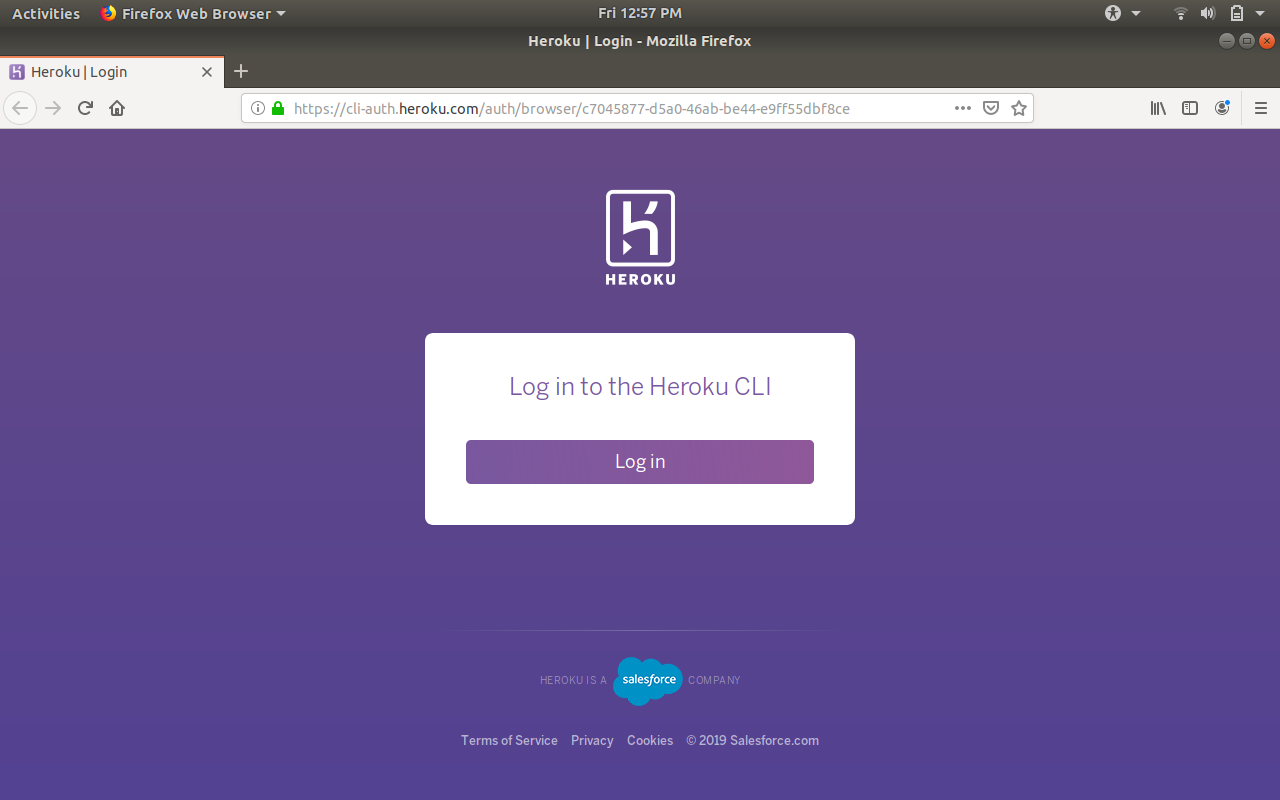 Activities Firefox Web Browser Fri 12:57 PM
Heroku | Login - Mozilla Firefox
Heroku | Login
https://cli-auth.heroku.com/auth/browser/c7045877-d5a0-46ab-be44-e9ff55dbf8ce
HEROKU
Log in to the Heroku CLI
Log in
HEROKU IS A salesforce COMPANY
Terms of Service Privacy Cookies © 2019 Salesforce.com